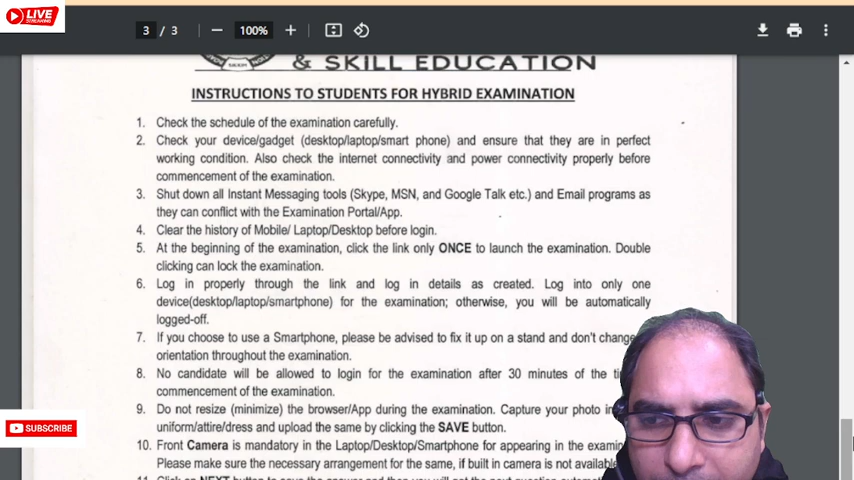 LIVE
STREAMING
3 / 3
100%
& SKILL EDUCATION
INSTRUCTIONS TO STUDENTS FOR HYBRID EXAMINATION
1. Check the schedule of the examination carefully.
2. Check your device/gadget (desktop/laptop/smart phone) and ensure that they are in perfect
working condition. Also check the internet connectivity and power connectivity properly before
commencement of the examination.
3. Shut down all Instant Messaging tools (Skype, MSN, and Google Talk etc.) and Email programs as
they can conflict with the Examination Portal/App.
4. Clear the history of Mobile/ Laptop/Desktop before login.
5. At the beginning of the examination, click the link only ONCE to launch the examination. Double
clicking can lock the examination.
6. Log in properly through the link and log in details as created. Log into only one
device(desktop/laptop/smartphone) for the examination; otherwise, you will be automatically
logged-off.
7. If you choose to use a Smartphone, please be advised to fix it up on a stand and don't change
orientation throughout the examination.
8. No candidate will be allowed to login for the examination after 30 minutes of the
commencement of the examination.
9. Do not resize (minimize) the browser/App during the examination. Capture your photo
uniform/attire/dress and upload the same by clicking the SAVE button.
SUBSCRIBE
10. Front Camera is mandatory in the Laptop/Desktop/Smartphone for appearing in the
Please make sure the necessary arrangement for the same, if built in camera is not available